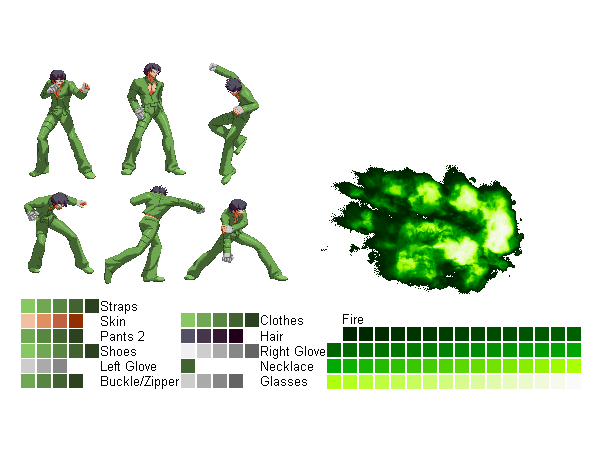 Straps
Skin
Pants 2
Shoes
Left Glove
Buckle/Zipper
Clothes
Hair
Right Glove
Necklace
Glasses
Fire